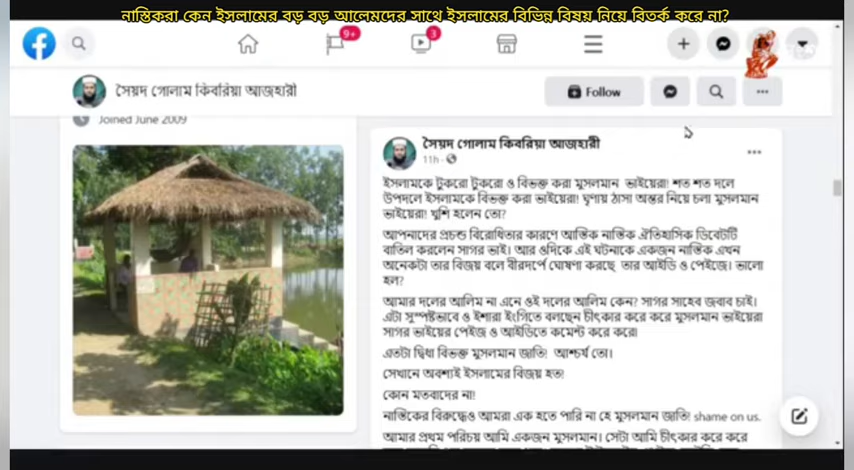 নাস্তিকরা কেন ইসলামের বড় বড় আলেমদের সাথে ইসলামের বিভিন্ন বিষয় নিয়ে বিতর্ক করে না?
9+
3
সৈয়দ গোলাম কিবরিয়া আজহারী
Follow
Joined June 2009
সৈয়দ গোলাম কিবরিয়া আজহারী
11h
ইসলামকে টুকরো টুকরো ও বিভক্ত করা মুসলমান ভাইয়েরা! শত শত দলে
উপদলে ইসলামকে বিভক্ত করা ভাইয়েরা! ঘৃণায় ঠাসা অন্তর নিয়ে চলা মুসলমান
ভাইয়েরা! খুশি হলেন তো?
আপনাদের প্রচন্ড বিরোধিতার কারণে আস্তিক নাস্তিক ঐতিহাসিক ডিবেটটি
বাতিল করলেন সাগর ভাই। আর ওদিকে এই ঘটনাকে একজন নাস্তিক এখন
অনেকটা তার বিজয় বলে বীরদর্পে ঘোষণা করছে তার আইডি ও পেইজে। ভালো
হল?
আমার দলের আলিম না এনে ওই দলের আলিম কেন? সাগর সাহেব জবাব চাই।
এটা সুস্পষ্টভাবে ও ইশারা ইংগিতে বলছেন চীৎকার করে করে মুসলমান ভাইয়েরা
সাগর ভাইয়ের পেইজ ও আইডিতে কমেন্ট করে করে!
এতটা দ্বিধা বিভক্ত মুসলমান জাতি! আশ্চর্য তো।
সেখানে অবশ্যই ইসলামের বিজয় হত!
কোন মতবাদের না!
নাস্তিকের বিরুদ্ধেও আমরা এক হতে পারি না হে মুসলমান জাতি! shame on us.
আমার প্রথম পরিচয় আমি একজন মুসলমান। সেটা আমি চীৎকার করে করে